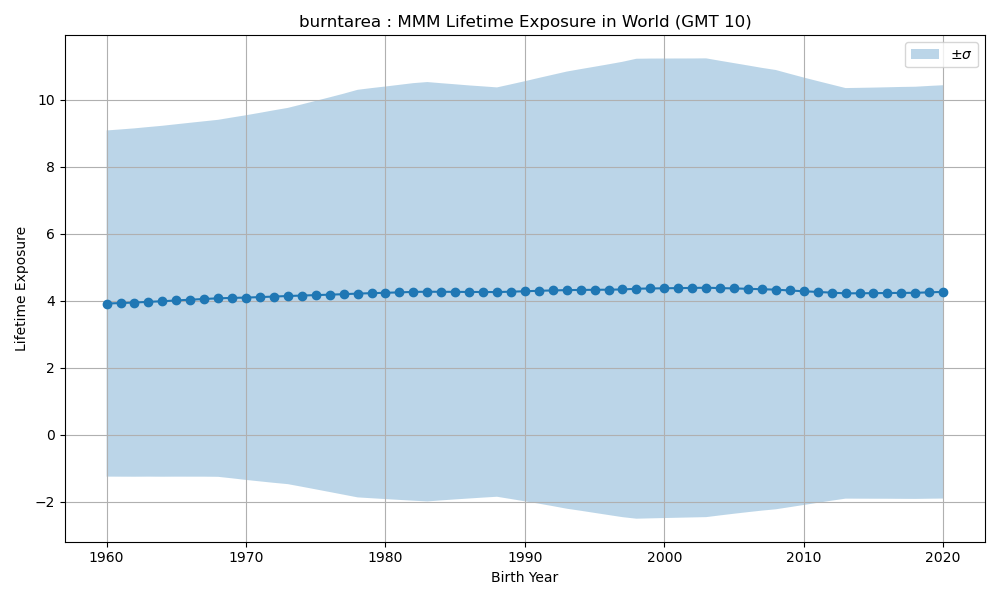 burntarea : MMM Lifetime Exposure in World (GMT 10)
±σ
Lifetime Exposure
10
8
6
4
2
0
−2
1960 1970 1980 1990 2000 2010 2020
Birth Year